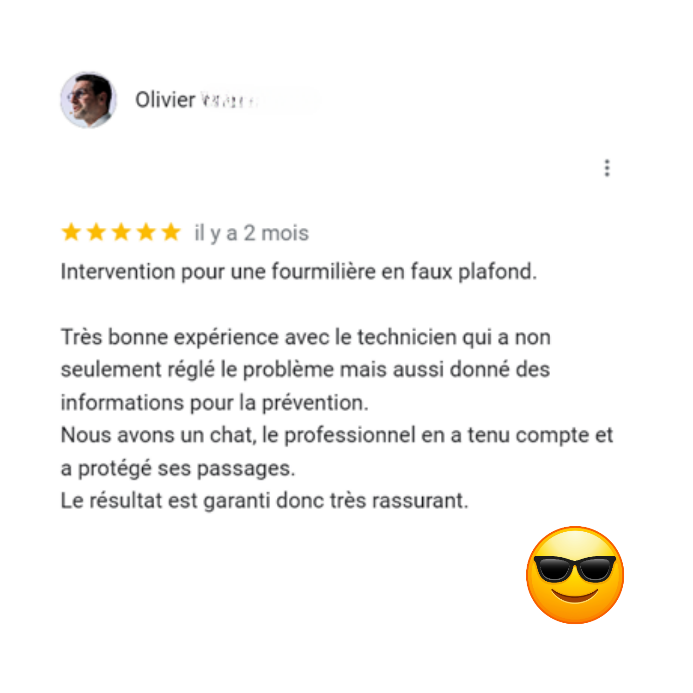 Olivier
il y a 2 mois
Intervention pour une fourmilière en faux plafond.
Très bonne expérience avec le technicien qui a non
seulement réglé le problème mais aussi donné des
informations pour la prévention.
Nous avons un chat, le professionnel en a tenu compte et
a protégé ses passages.
Le résultat est garanti donc très rassurant.